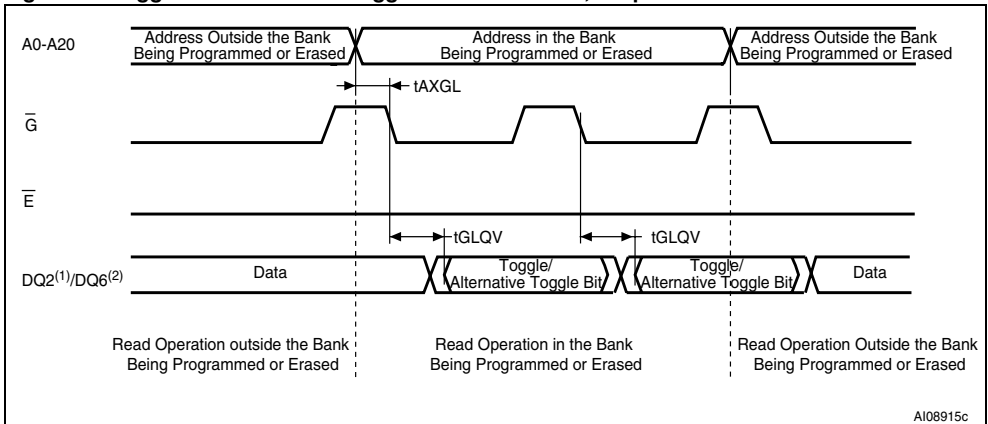 A0-A20
Address Outside the Bank
Being Programmed or Erased
Address in the Bank
Being Programmed or Erased
Address Outside the Bank
Being Programmed or Erased
tAXGL
G
E
tGLQV
tGLQV
DQ2(1)/DQ6(2)
Data
Toggle/
Alternative Toggle Bit
Toggle/
Alternative Toggle Bit
Data
Read Operation outside the Bank
Being Programmed or Erased
Read Operation in the Bank
Being Programmed or Erased
Read Operation Outside the Bank
Being Programmed or Erased
AI08915c